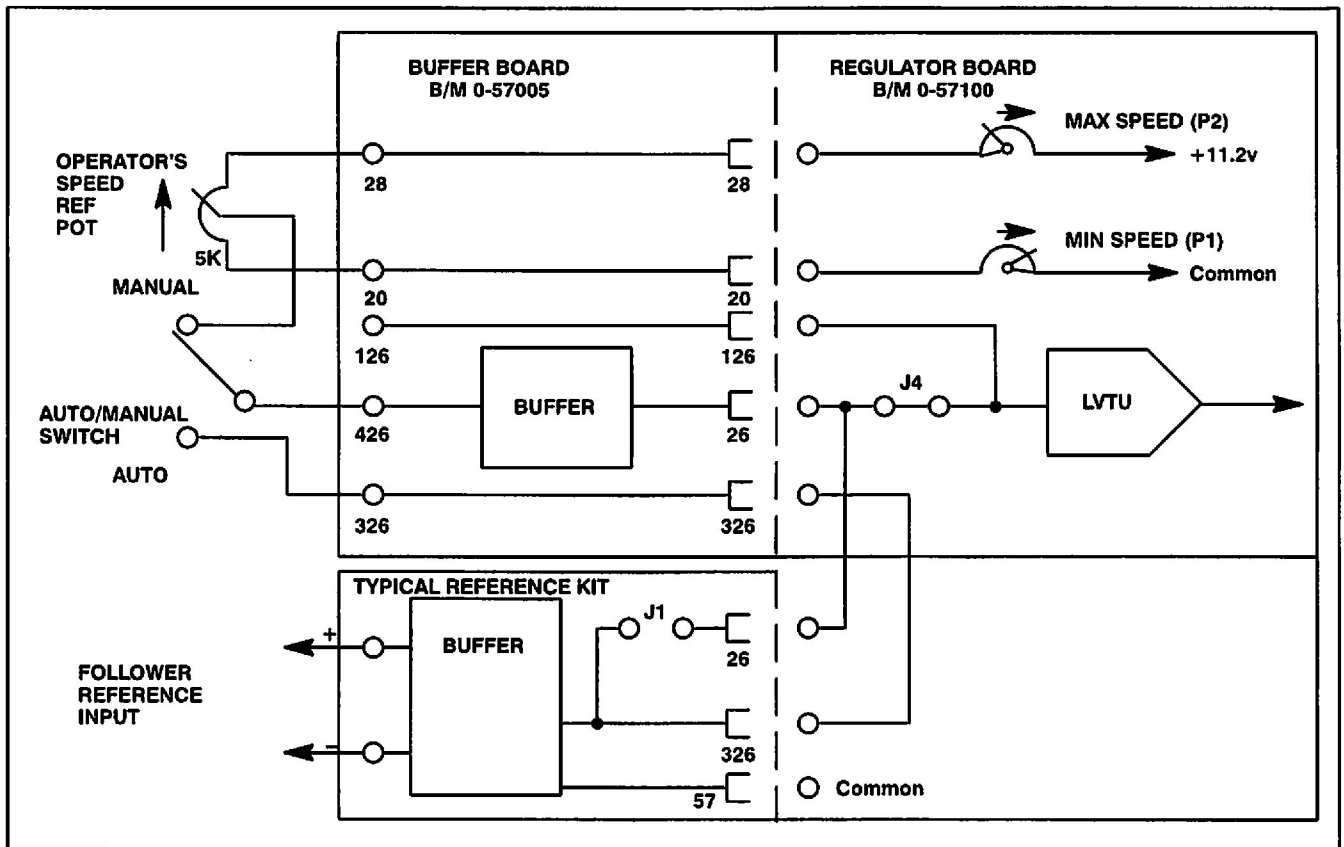 BUFFER BOARD
B/M 0-57005
REGULATOR BOARD
B/M 0-57100
OPERATOR'S
SPEED
REF
POT
5K
28
28
MAX SPEED (P2)
+11.2v
20
20
MIN SPEED (P1)
Common
MANUAL
126
126
AUTO/MANUAL
SWITCH
AUTO
426
BUFFER
26
J4
LVTU
326
326
TYPICAL REFERENCE KIT
FOLLOWER
REFERENCE
INPUT
+
−
BUFFER
J1
26
326
57
Common